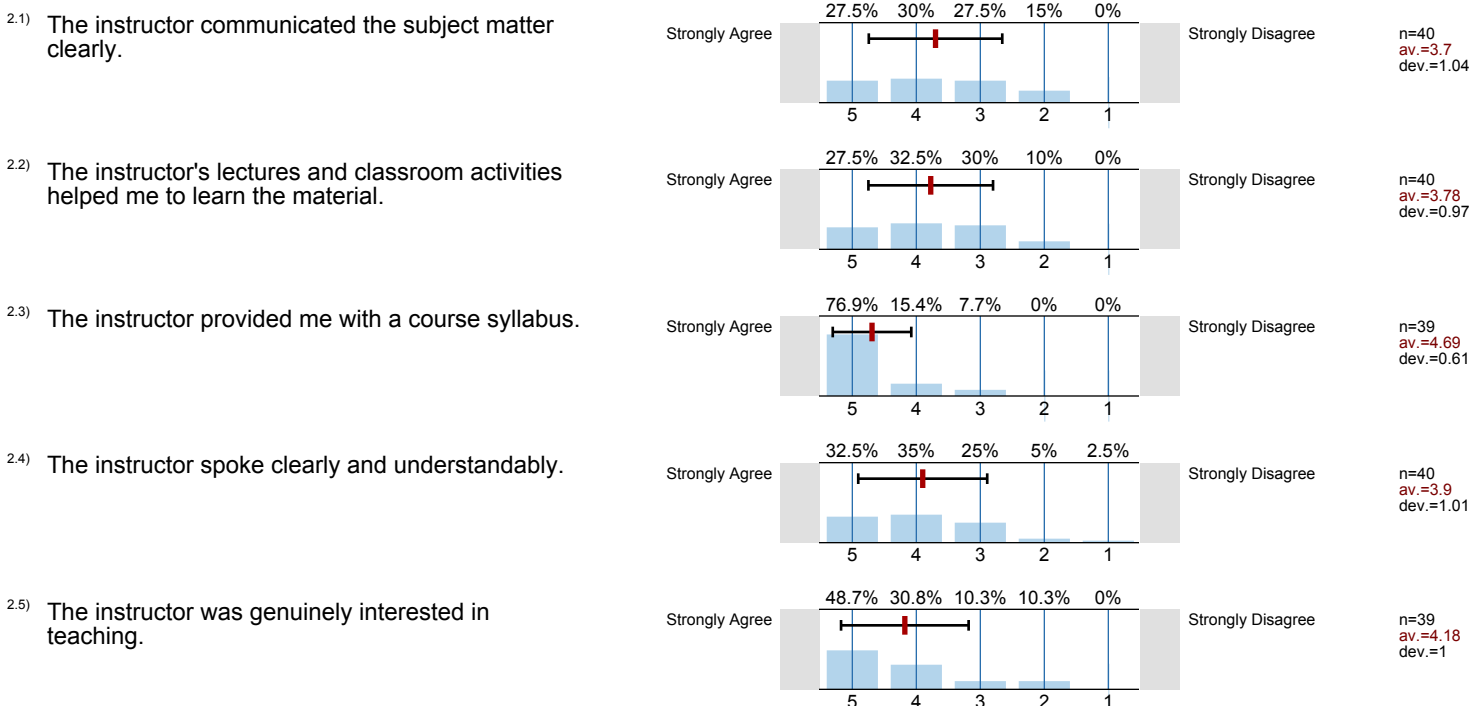 27.5% 30% 27.5% 15% 0%
2.1) The instructor communicated the subject matter
clearly.
Strongly Agree Strongly Disagree
n=40
av.=3.7
dev.=1.04
5 4 3 2 1
27.5% 32.5% 30% 10% 0%
2.2) The instructor's lectures and classroom activities
helped me to learn the material.
Strongly Agree Strongly Disagree
n=40
av.=3.78
dev.=0.97
5 4 3 2 1
76.9% 15.4% 7.7% 0% 0%
2.3) The instructor provided me with a course syllabus.
Strongly Agree Strongly Disagree
n=39
av.=4.69
dev.=0.61
5 4 3 2 1
32.5% 35% 25% 5% 2.5%
2.4) The instructor spoke clearly and understandably.
Strongly Agree Strongly Disagree
n=40
av.=3.9
dev.=1.01
5 4 3 2 1
48.7% 30.8% 10.3% 10.3% 0%
2.5) The instructor was genuinely interested in
teaching.
Strongly Agree Strongly Disagree
n=39
av.=4.18
dev.=1
5 4 3 2 1